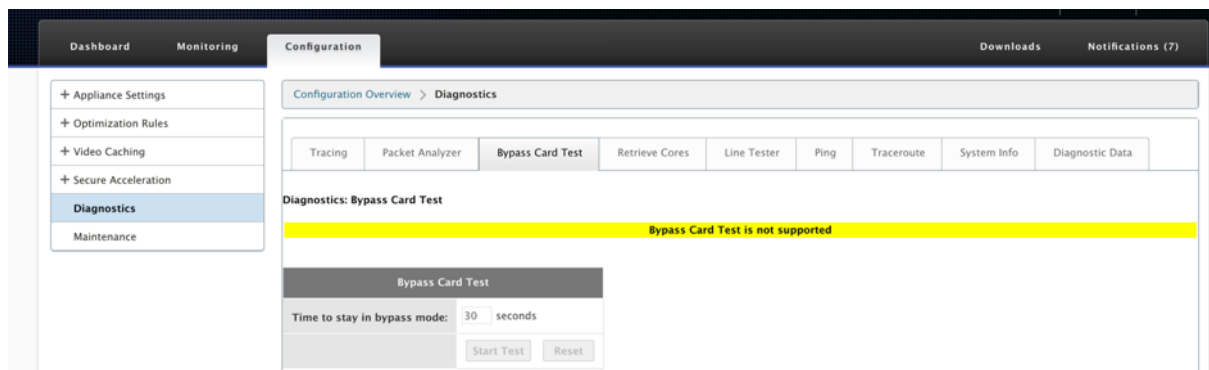 Dashboard Monitoring Configuration Downloads Notifications (7)
+ Appliance Settings
+ Optimization Rules
+ Video Caching
+ Secure Acceleration
Diagnostics
Maintenance
Configuration Overview > Diagnostics
Tracing Packet Analyzer Bypass Card Test Retrieve Cores Line Tester Ping Traceroute System Info Diagnostic Data
Diagnostics: Bypass Card Test
Bypass Card Test is not supported
Bypass Card Test
Time to stay in bypass mode: 30 seconds
Start Test Reset